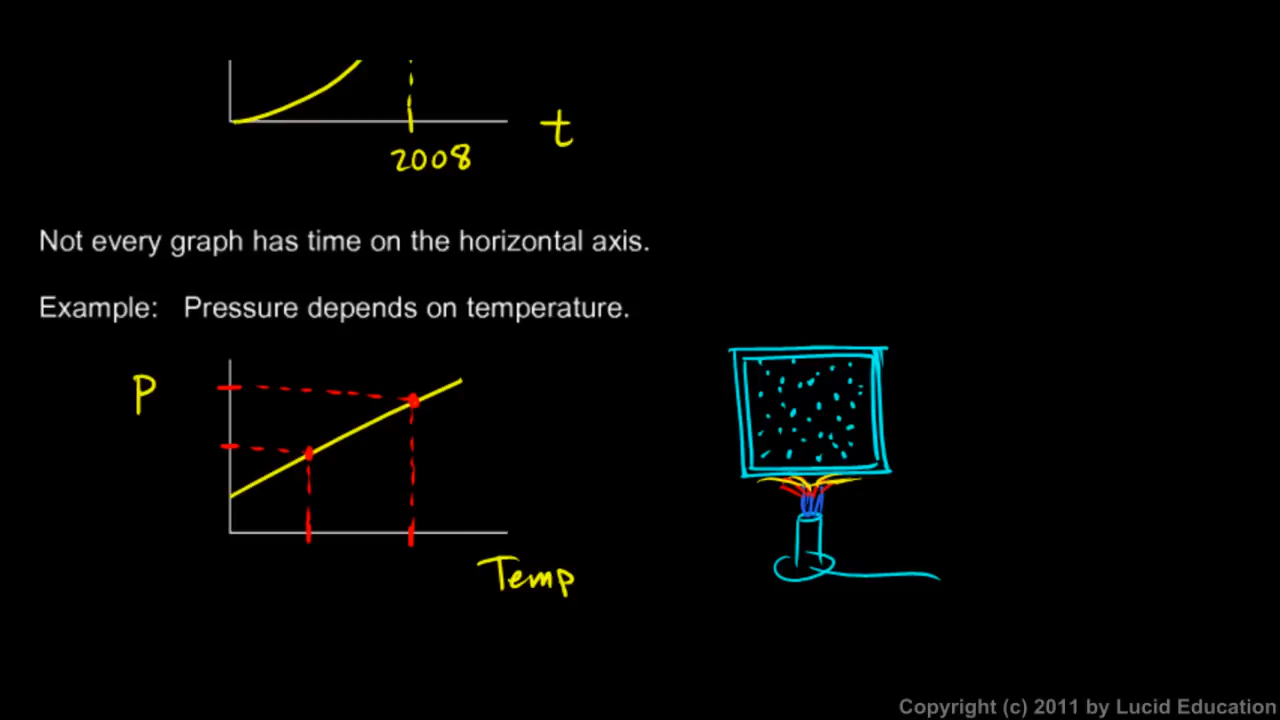 t
2008
Not every graph has time on the horizontal axis.
Example: Pressure depends on temperature.
P
Temp
Copyright (c) 2011 by Lucid Education